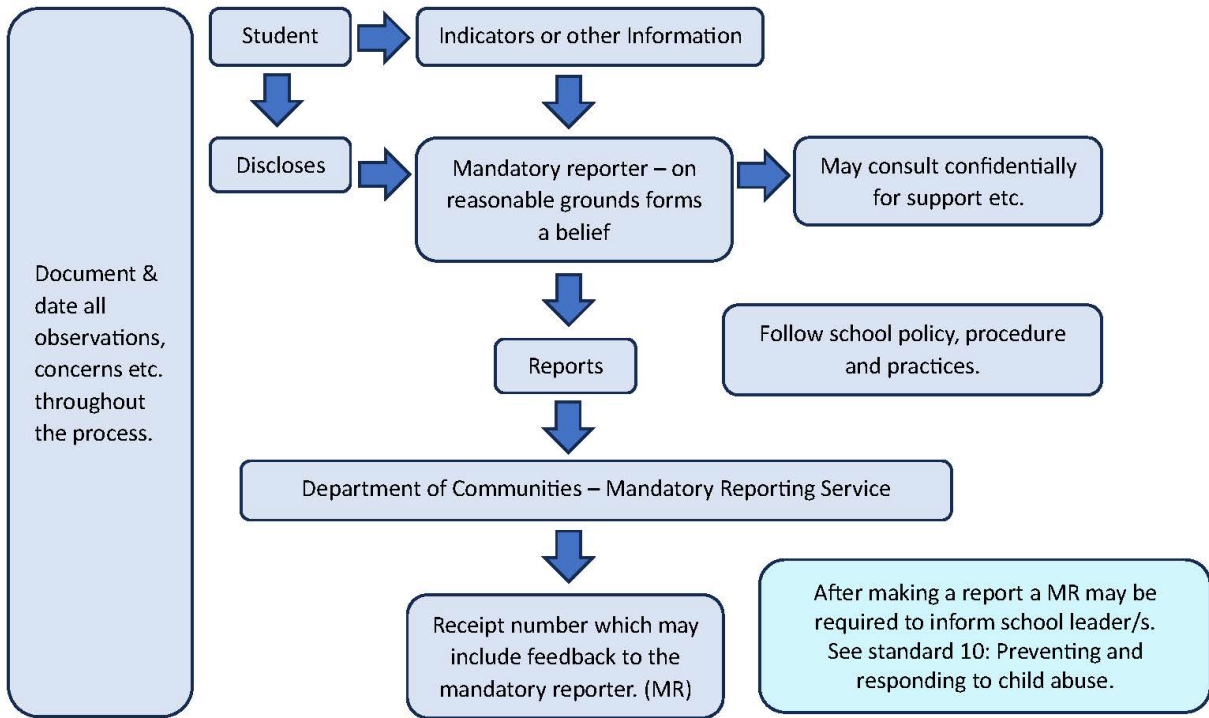 Document &
date all
observations,
concerns etc.
throughout
the process.
Student
Indicators or other Information
Discloses
Mandatory reporter – on
reasonable grounds forms
a belief
May consult confidentially
for support etc.
Reports
Follow school policy, procedure
and practices.
Department of Communities – Mandatory Reporting Service
Receipt number which may
include feedback to the
mandatory reporter. (MR)
After making a report a MR may be
required to inform school leader/s.
See standard 10: Preventing and
responding to child abuse.